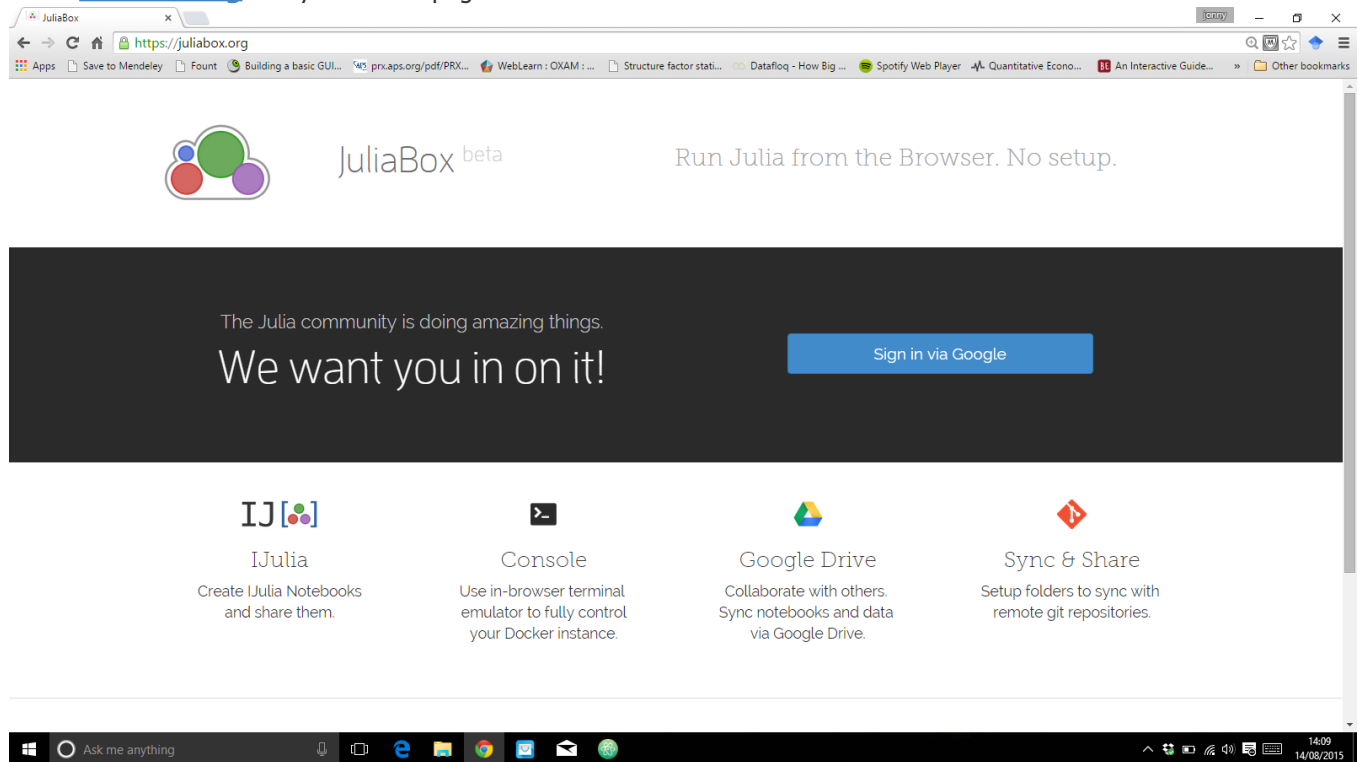 JuliaBox
jonny
https://juliabox.org
Apps Save to Mendeley Fount Building a basic GUI... prx.aps.org/pdf/PRX... WebLearn : OXAM : ... Structure factor stati... Datafloq - How Big ... Spotify Web Player Quantitative Econo... BE An Interactive Guide... » Other bookmarks
JuliaBox beta
Run Julia from the Browser. No setup.
The Julia community is doing amazing things.
We want you in on it!
Sign in via Google
IJ[ ]
IJulia
Create IJulia Notebooks
and share them.
Console
Use in-browser terminal
emulator to fully control
your Docker instance.
Google Drive
Collaborate with others.
Sync notebooks and data
via Google Drive.
Sync & Share
Setup folders to sync with
remote git repositories.
Ask me anything
14:09
14/08/2015